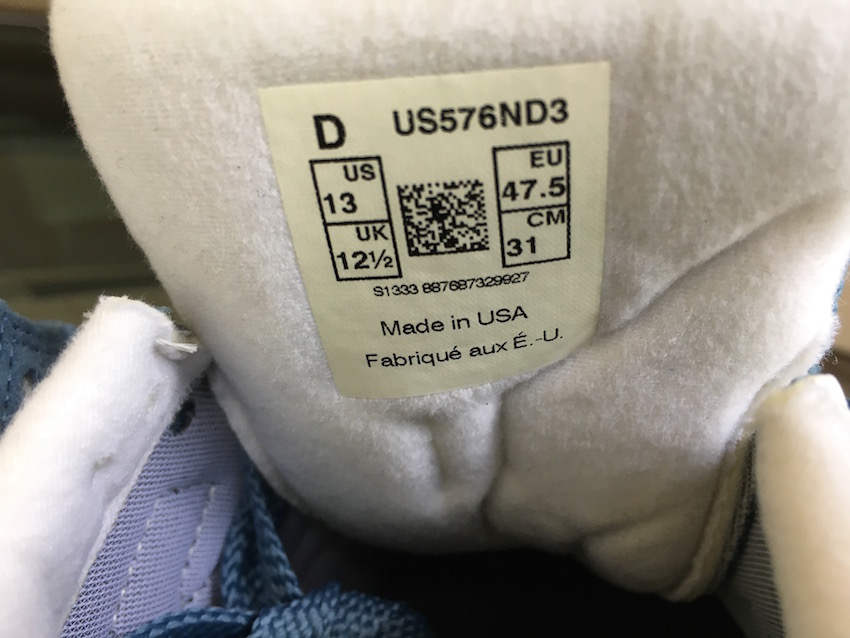 D US576ND3
US
13
UK
12½
EU
47.5
CM
31
S1333 887687329927
Made in USA
Fabriqué aux É.-U.